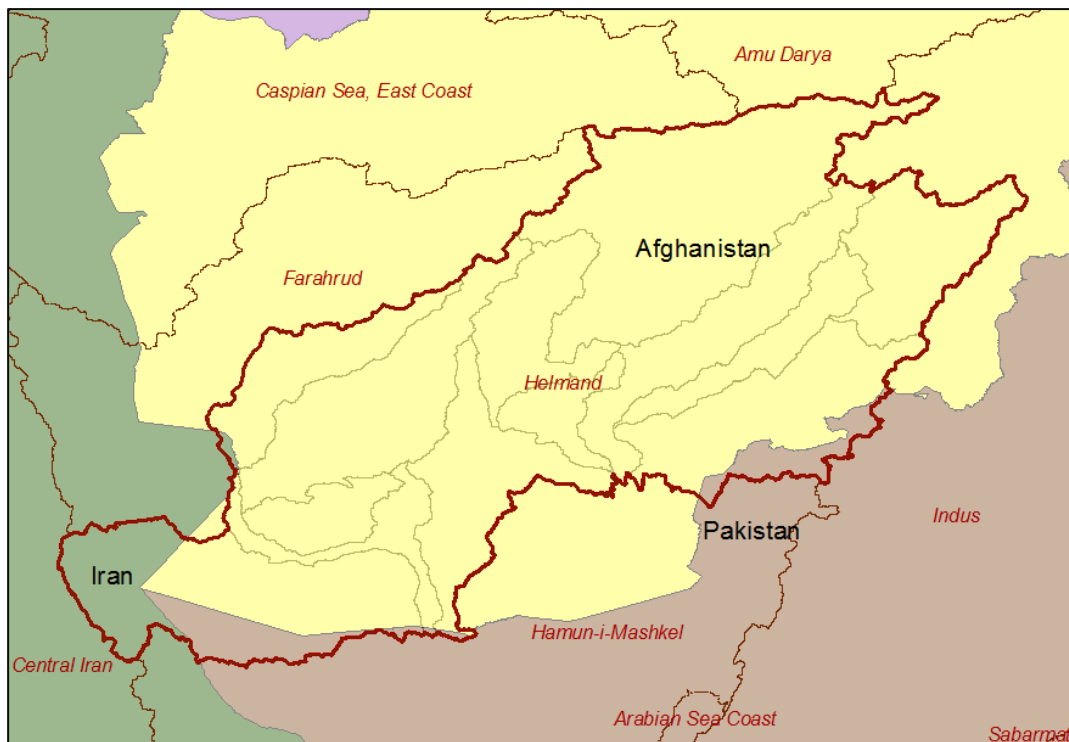 Amu Darya
Caspian Sea, East Coast
Afghanistan
Farahrud
Helmand
Indus
Pakistan
Iran
Hamun-i-Mashkel
Central Iran
Arabian Sea Coast
Sabarmat